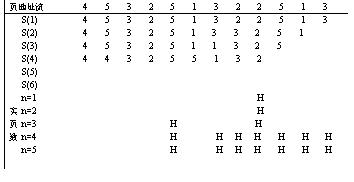 页地址流 4 5 3 2 5 1 3 2 2 5 1 3
S(1) 4 5 3 2 5 1 3 2 2 5 1 3
S(2) 4 5 3 2 5 1 3 3 2 5 1
S(3) 4 5 3 2 5 1 1 3 2 5
S(4) 4 4 3 2 5 5 1 3 2
S(5)
S(6)
n=1 H
实 n=2 H
页 n=3 H H
数 n=4 H H H H H H H
n=5 H H H H H H H